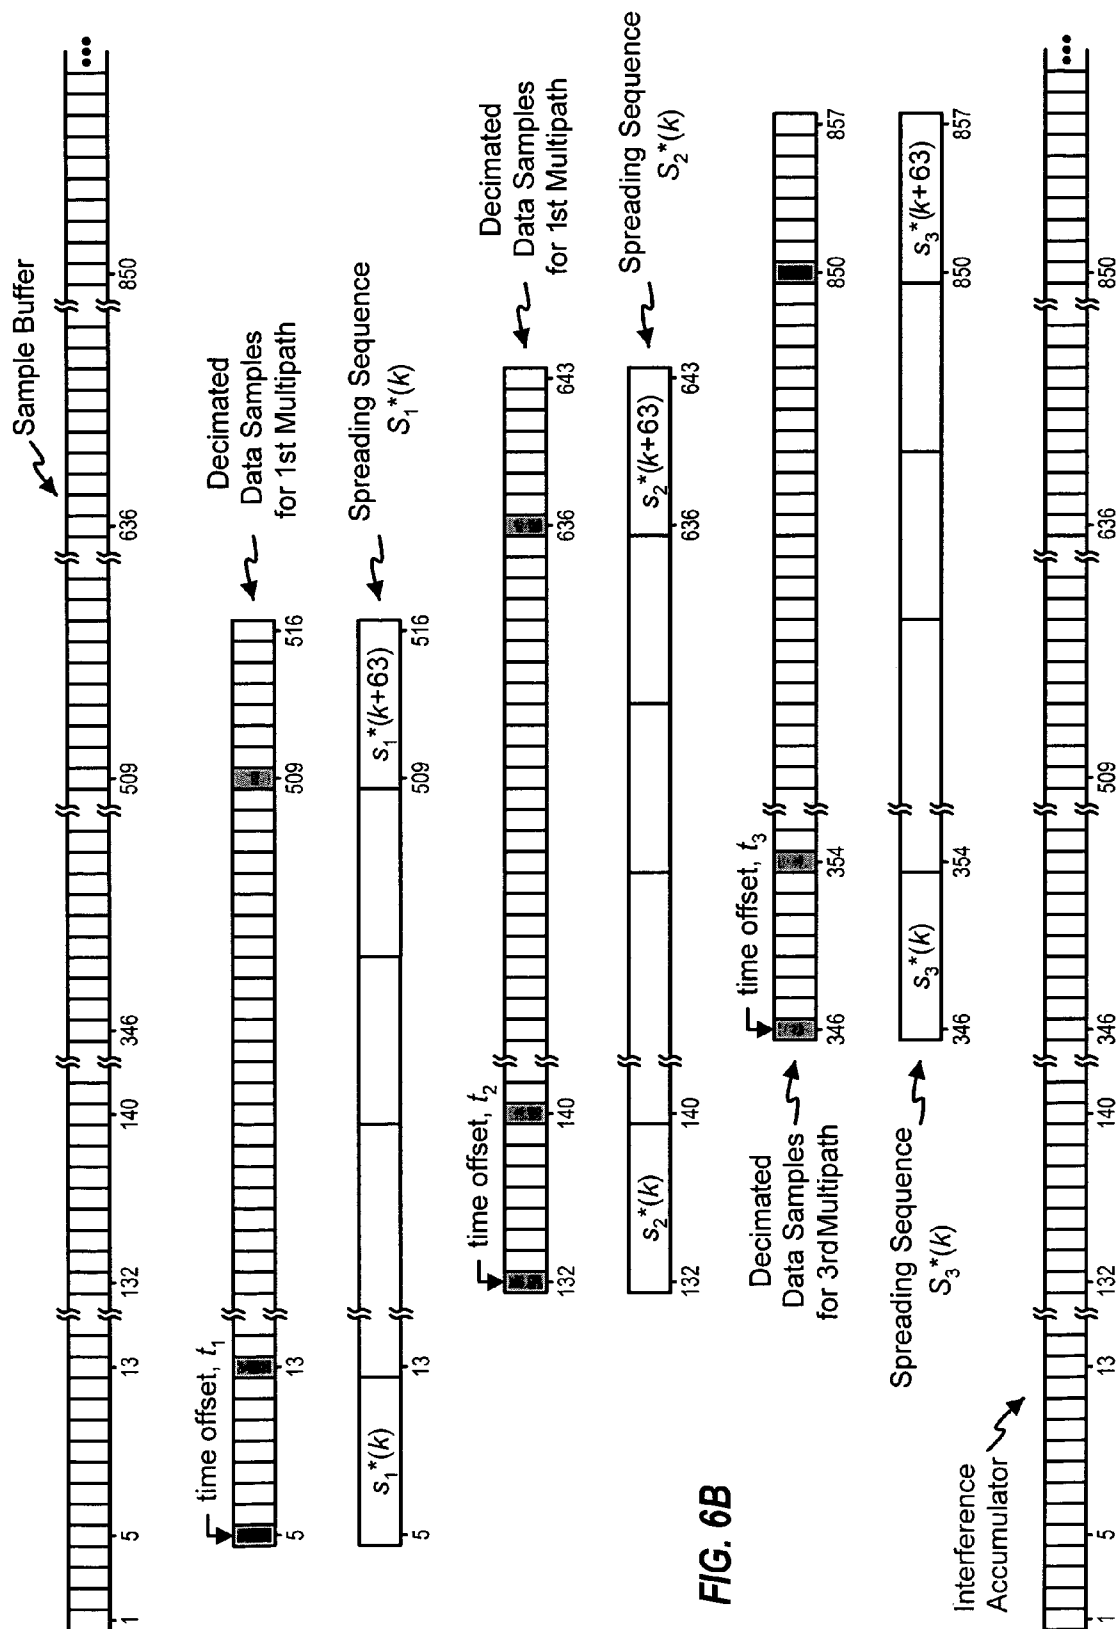 Sample Buffer
...
1
5
13
132
140
346
509
636
850
Decimated
Data Samples
for 1st Multipath
time offset, t₁
5
13
509
516
Spreading Sequence
S₁*(k)
s₁*(k)
s₁*(k+63)
5
13
509
516
Decimated
Data Samples
for 1st Multipath
time offset, t₂
132
140
636
643
Spreading Sequence
S₂*(k)
s₂*(k)
s₂*(k+63)
132
140
636
643
time offset, t₃
Decimated
Data Samples
for 3rd Multipath
346
354
850
857
Spreading Sequence
S₃*(k)
s₃*(k)
s₃*(k+63)
346
354
850
857
FIG. 6B
Interference
Accumulator
...
1
5
13
132
140
346
509
636
850